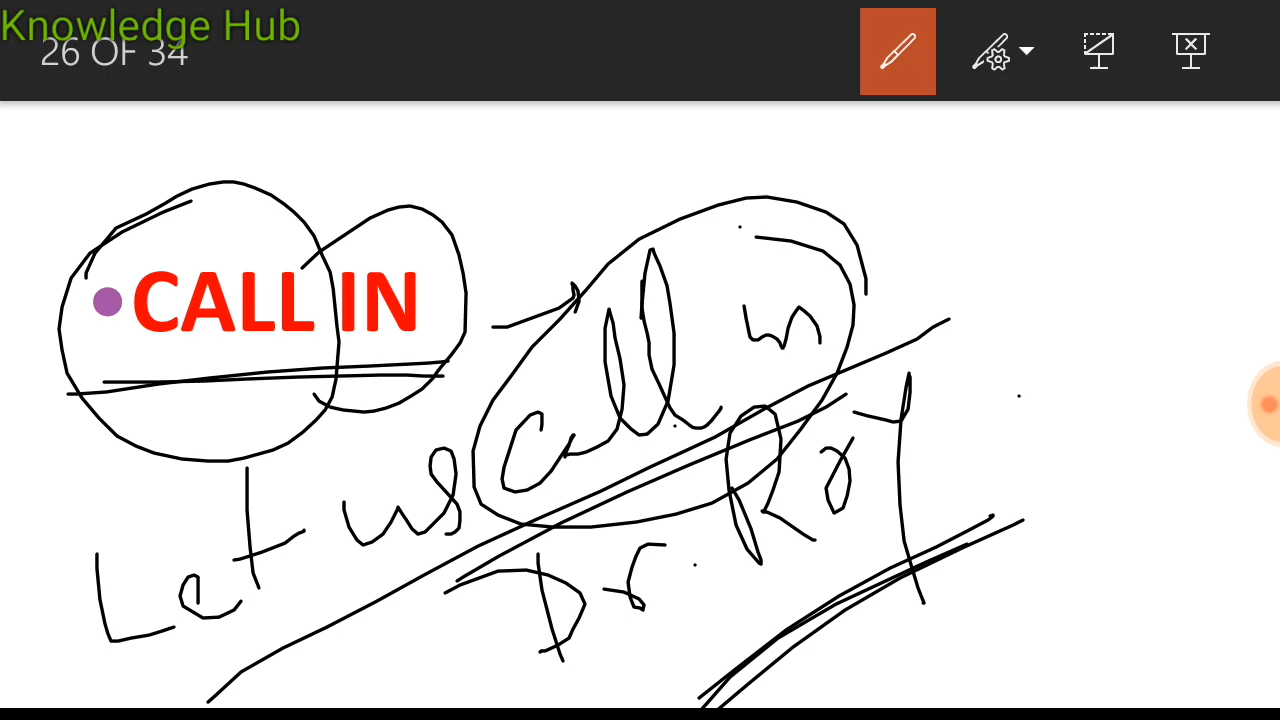 Knowledge Hub
26 OF 34
• CALL IN
Let us call in
Dr. Roy